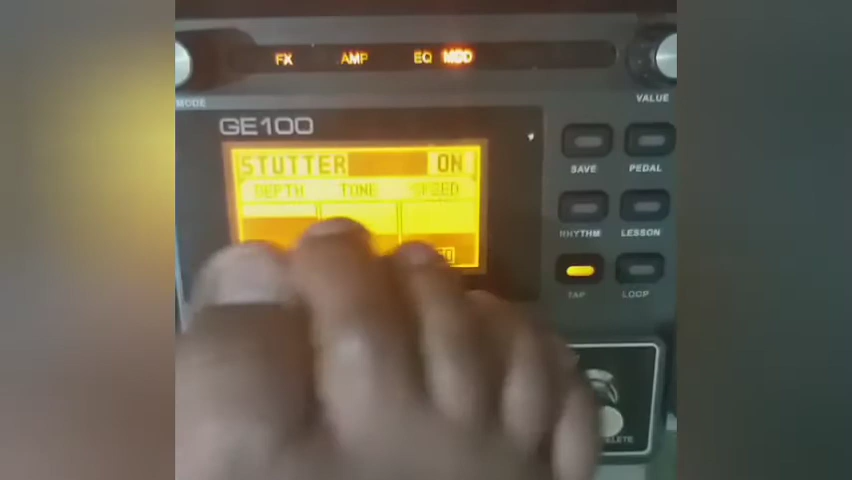 FX AMP EQ MOD
MODE
VALUE
GE100
STUTTER ON
DEPTH TONE SPEED
SAVE PEDAL
RHYTHM LESSON
TAP LOOP